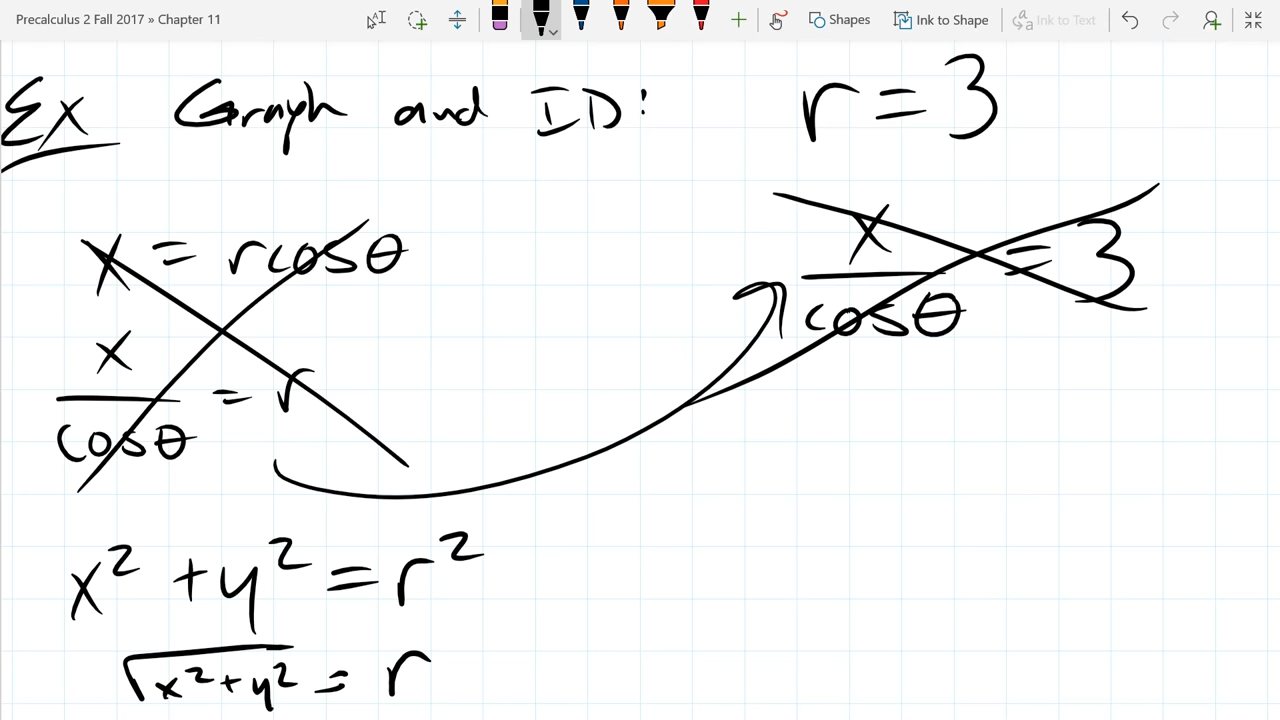 Precalculus 2 Fall 2017 » Chapter 11
Shapes
Ink to Shape
Ink to Text
Ex Graph and ID: r = 3
x = r cosθ
x/cosθ = r
x/cosθ = 3
x² + y² = r²
√(x² + y²) = r